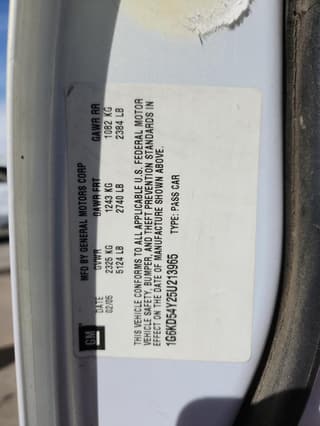 GM
MFD BY GENERAL MOTORS CORP
DATE GVWR GAWR FRT GAWR RR
02/05 2325 KG 1243 KG 1082 KG
5124 LB 2740 LB 2384 LB
THIS VEHICLE CONFORMS TO ALL APPLICABLE U.S. FEDERAL MOTOR
VEHICLE SAFETY, BUMPER, AND THEFT PREVENTION STANDARDS IN
EFFECT ON THE DATE OF MANUFACTURE SHOWN ABOVE.
1G6KD54Y25U213965 TYPE: PASS CAR